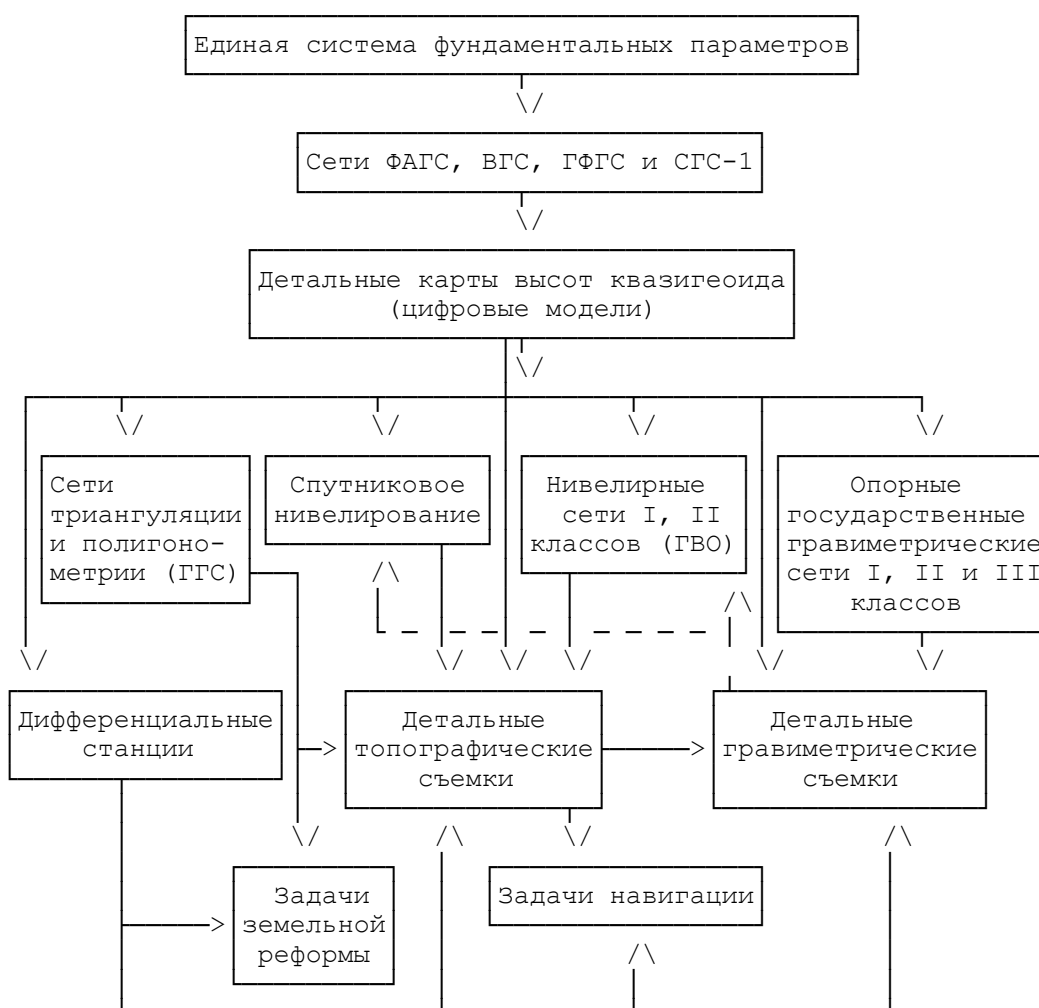 Единая система фундаментальных параметров
Сети ФАГС, ВГС, ГФГС и СГС-1
Детальные карты высот квазигеоида
(цифровые модели)
Сети
триангуляции
и полигоно-
метрии (ГГС)
Спутниковое
нивелирование
Нивелирные
сети I, II
классов (ГВО)
Опорные
государственные
гравиметрические
сети I, II и III
классов
Дифференциальные
станции
Детальные
топографические
съемки
Детальные
гравиметрические
съемки
Задачи
земельной
реформы
Задачи навигации